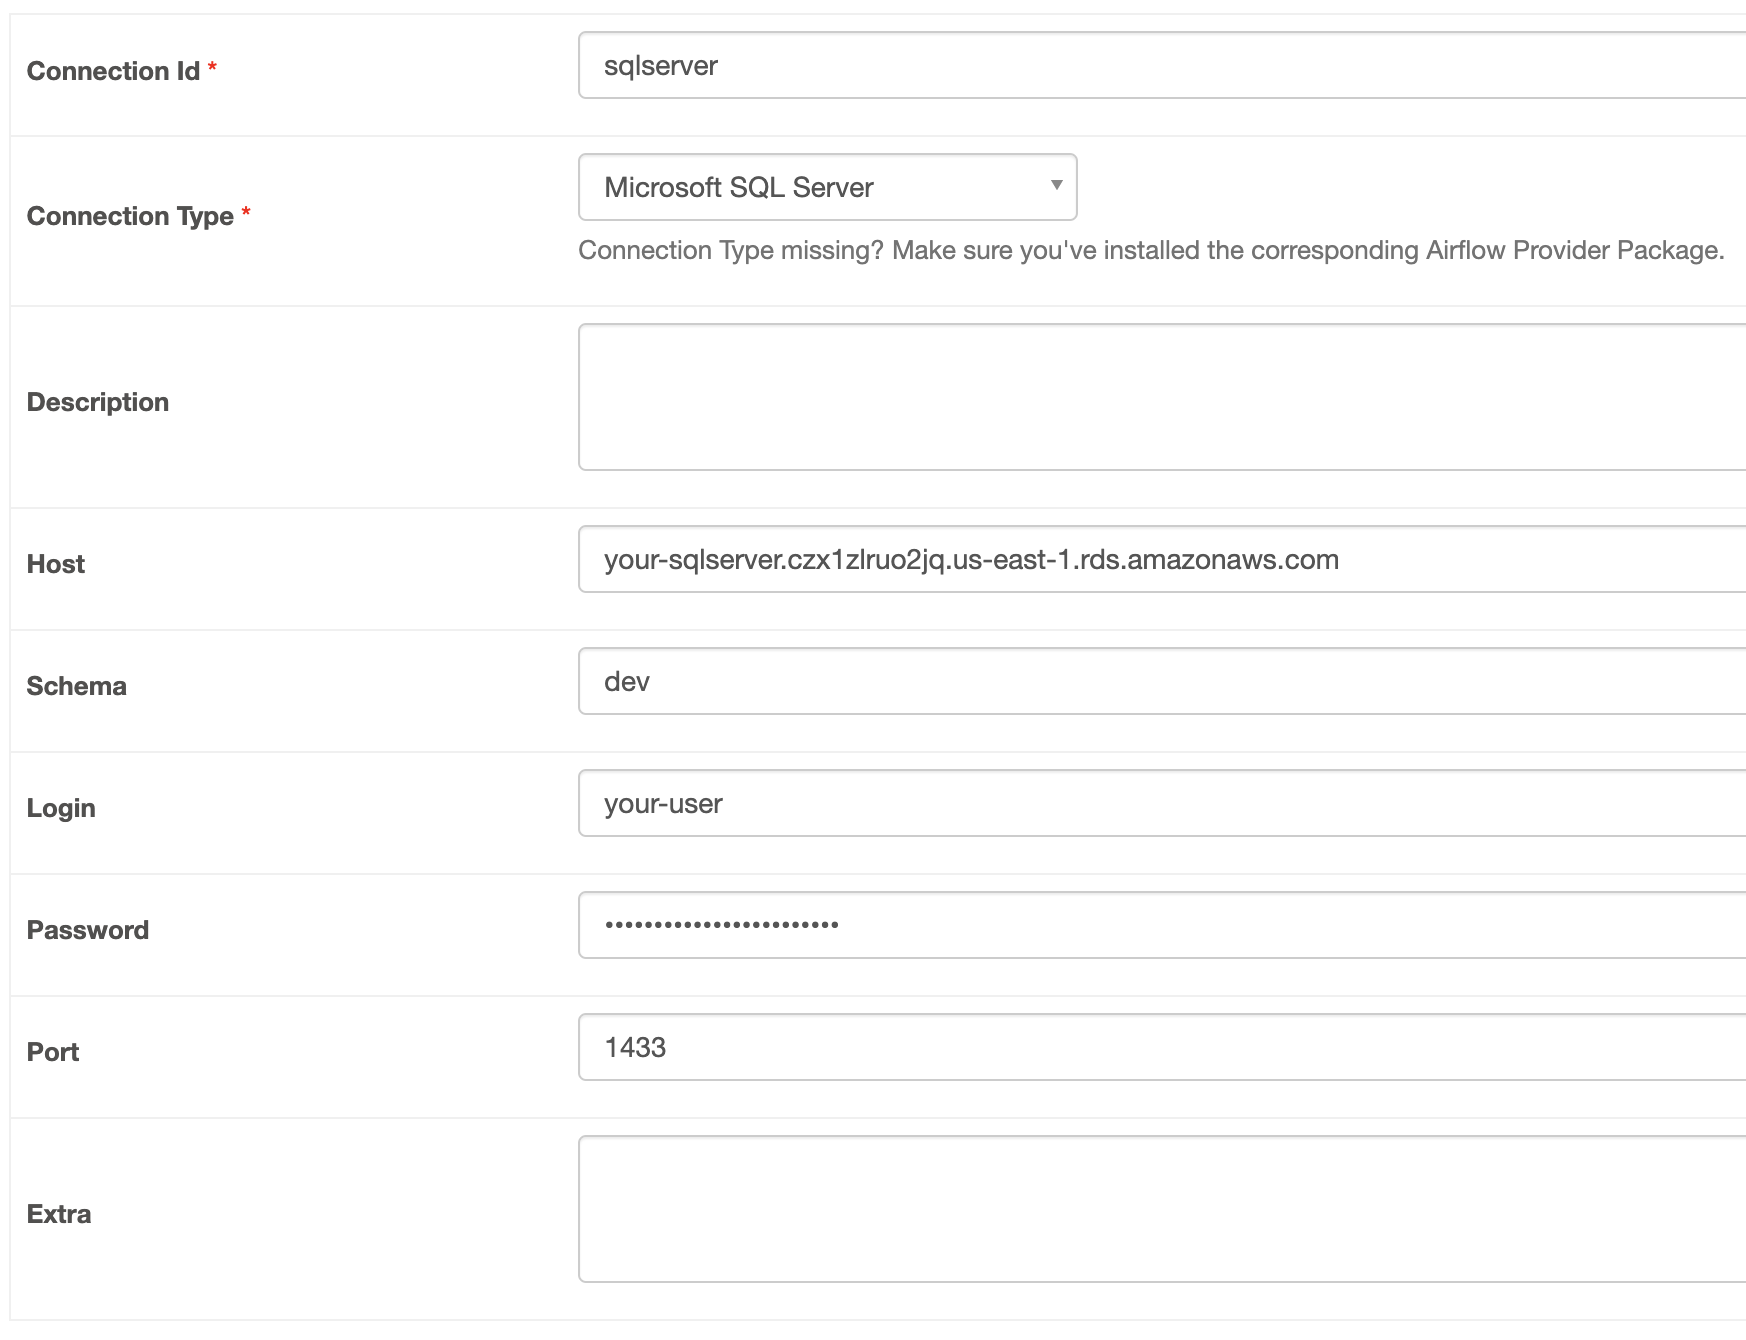 Connection Id *
sqlserver
Connection Type *
Microsoft SQL Server
Connection Type missing? Make sure you've installed the corresponding Airflow Provider Package.
Description
Host
your-sqlserver.czx1zlruo2jq.us-east-1.rds.amazonaws.com
Schema
dev
Login
your-user
Password
••••••••••••••••••••••••
Port
1433
Extra